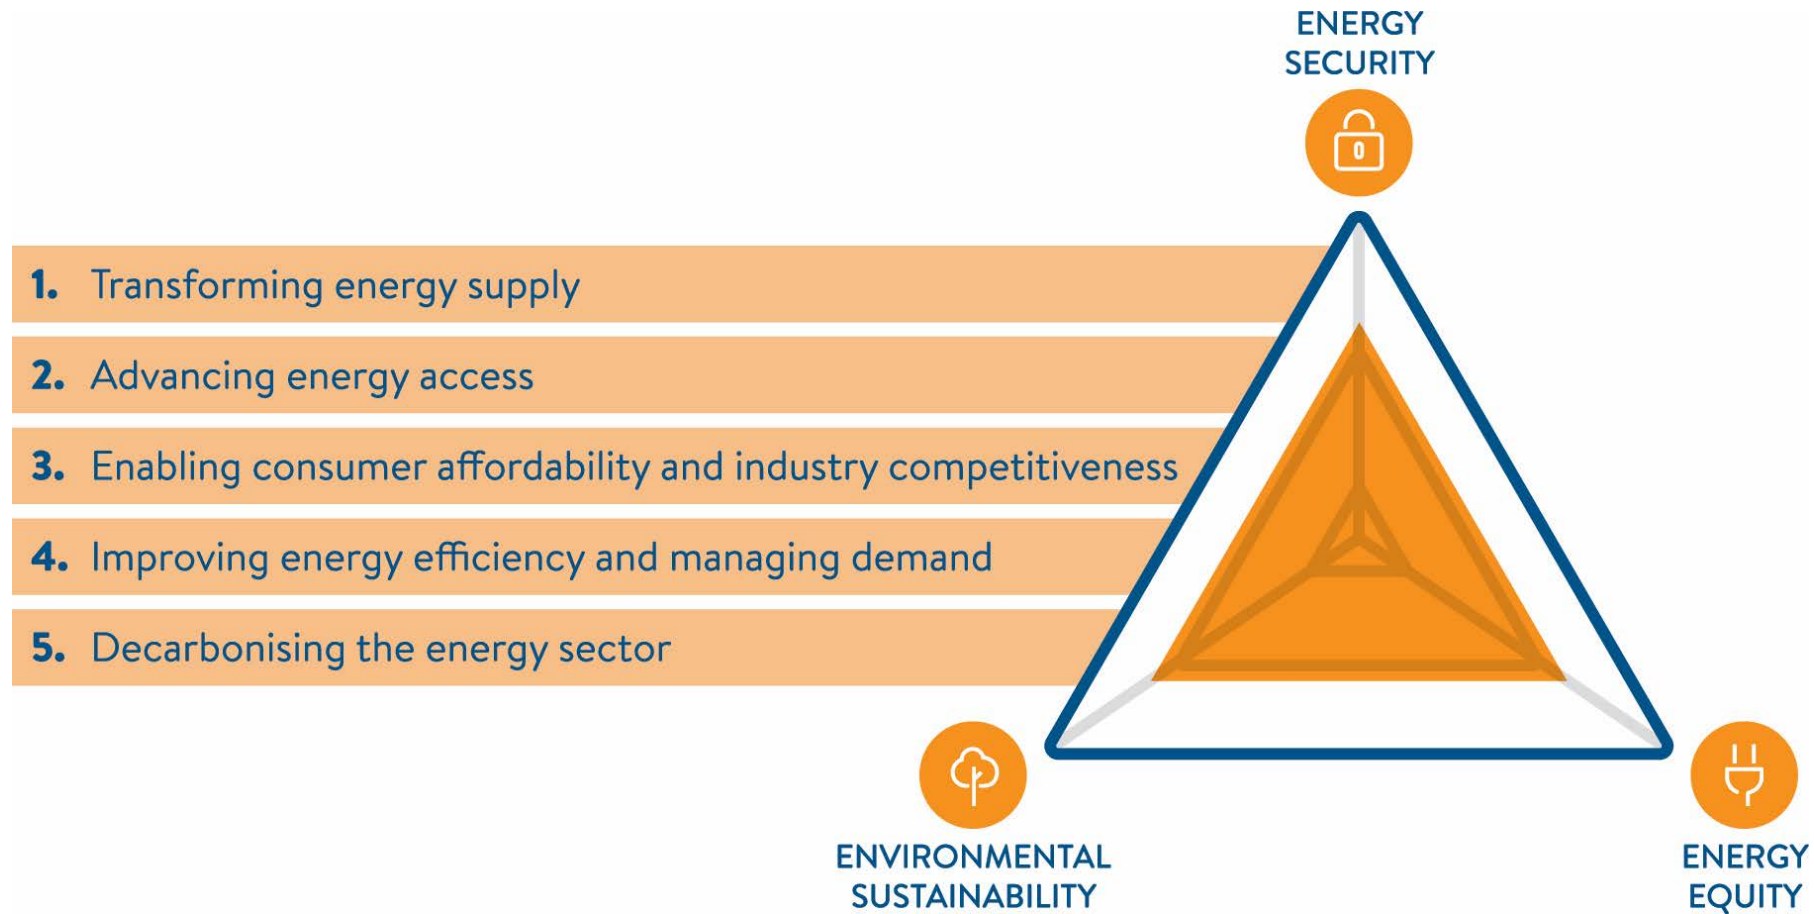 ENERGY
SECURITY
1. Transforming energy supply
2. Advancing energy access
3. Enabling consumer affordability and industry competitiveness
4. Improving energy efficiency and managing demand
5. Decarbonising the energy sector
ENVIRONMENTAL
SUSTAINABILITY
ENERGY
EQUITY